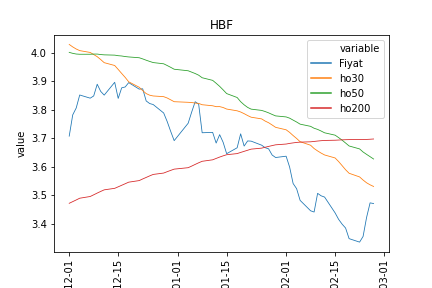 HBF
variable
Fiyat
ho30
ho50
ho200
value
4.0
3.9
3.8
3.7
3.6
3.5
3.4
12-01
12-15
01-01
01-15
02-01
02-15
03-01